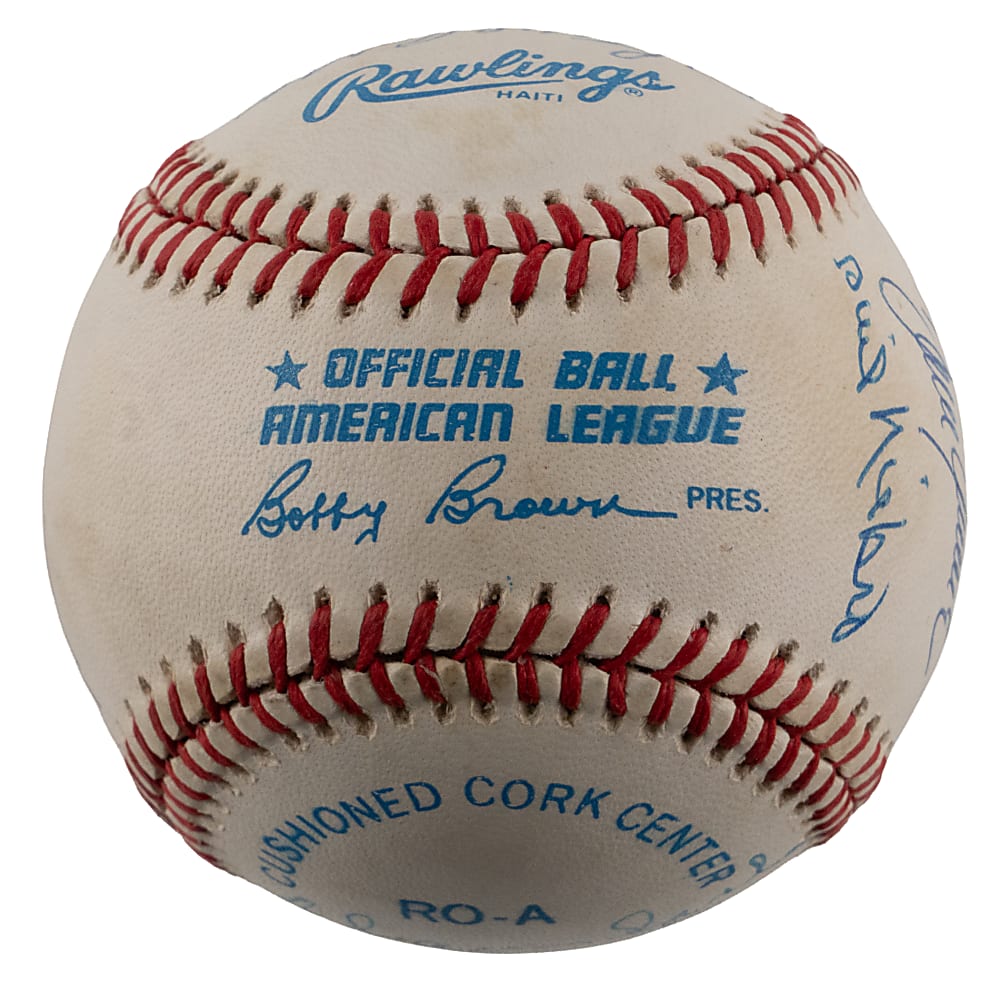 Rawlings®
HAITI
★ OFFICIAL BALL ★
AMERICAN LEAGUE
Bobby Brown PRES.
CUSHIONED CORK CENTER
RO-A